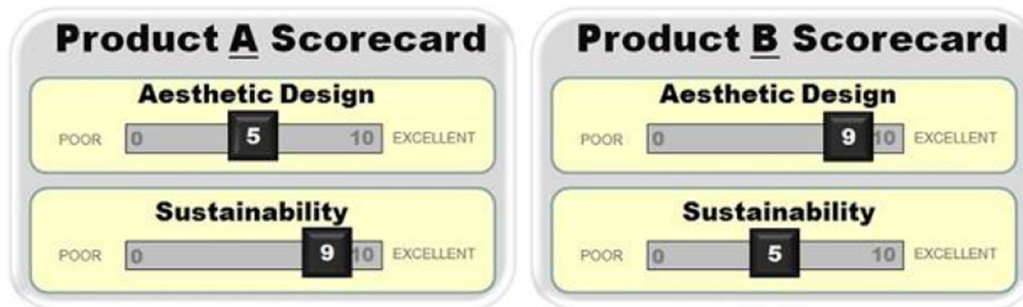 Product A Scorecard
Aesthetic Design
POOR 0 5 10 EXCELLENT
Sustainability
POOR 0 9 10 EXCELLENT
Product B Scorecard
Aesthetic Design
POOR 0 9 10 EXCELLENT
Sustainability
POOR 0 5 10 EXCELLENT